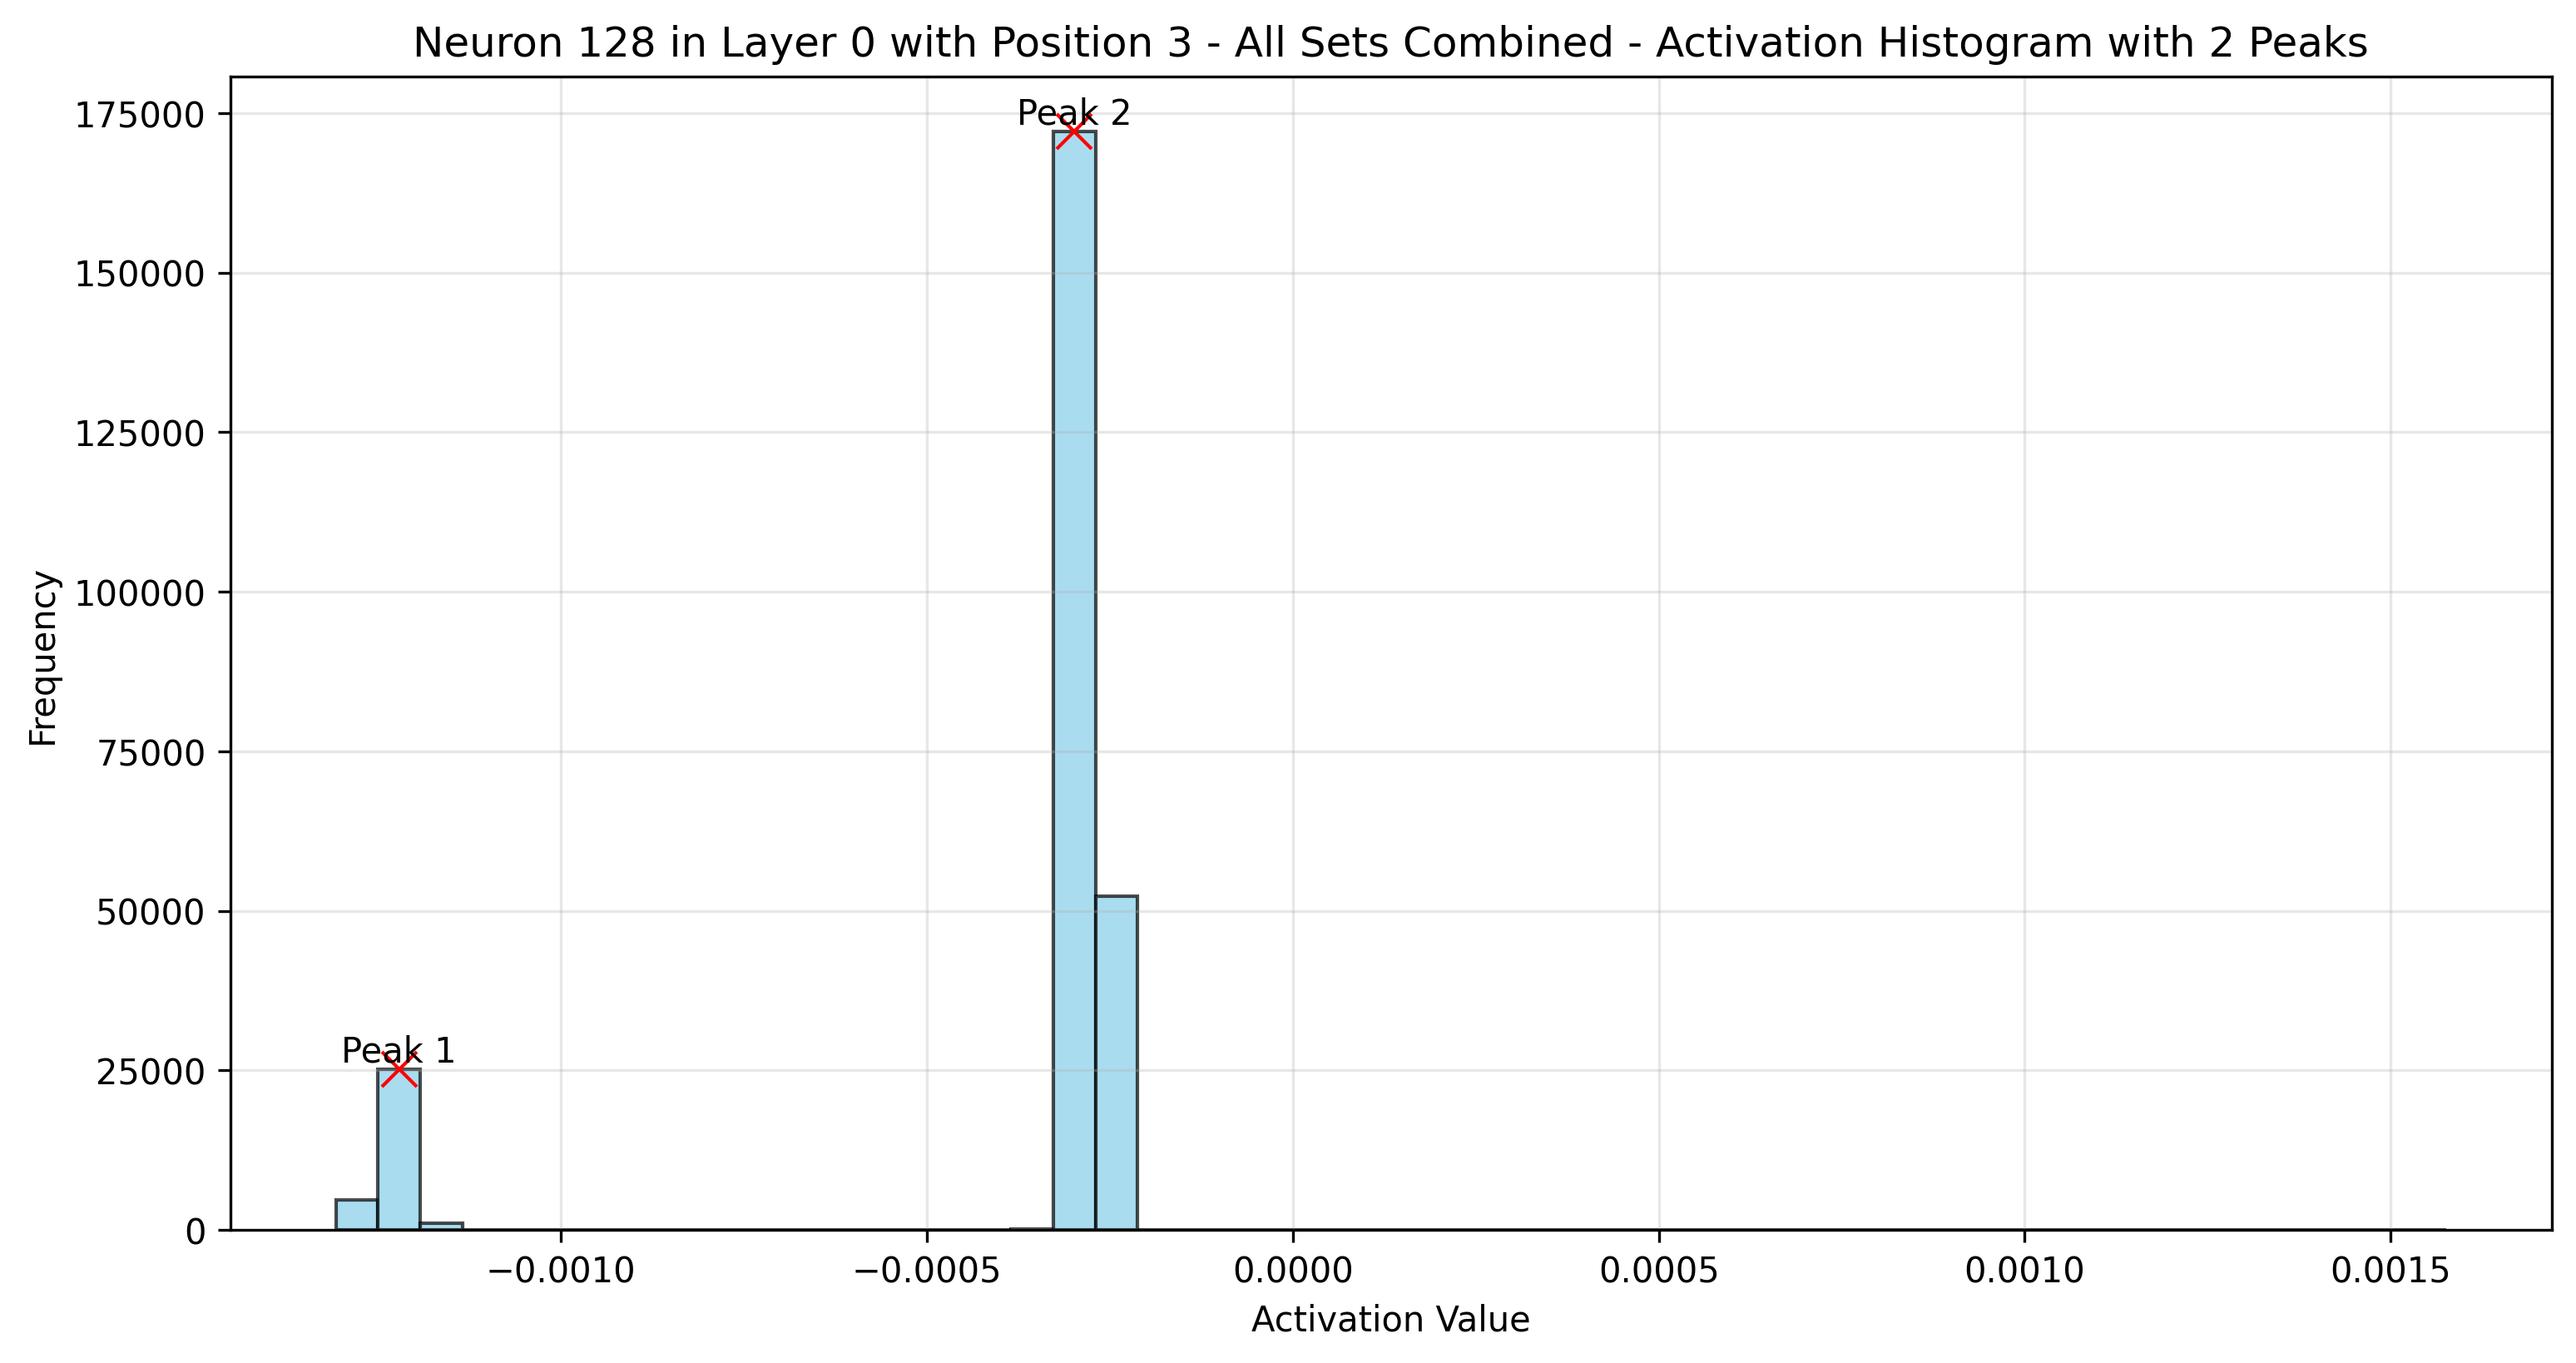 Neuron 128 in Layer 0 with Position 3 - All Sets Combined - Activation Histogram with 2 Peaks
Frequency
175000
150000
125000
100000
75000
50000
25000
0
Peak 2
Peak 1
−0.0010
−0.0005
0.0000
0.0005
0.0010
0.0015
Activation Value